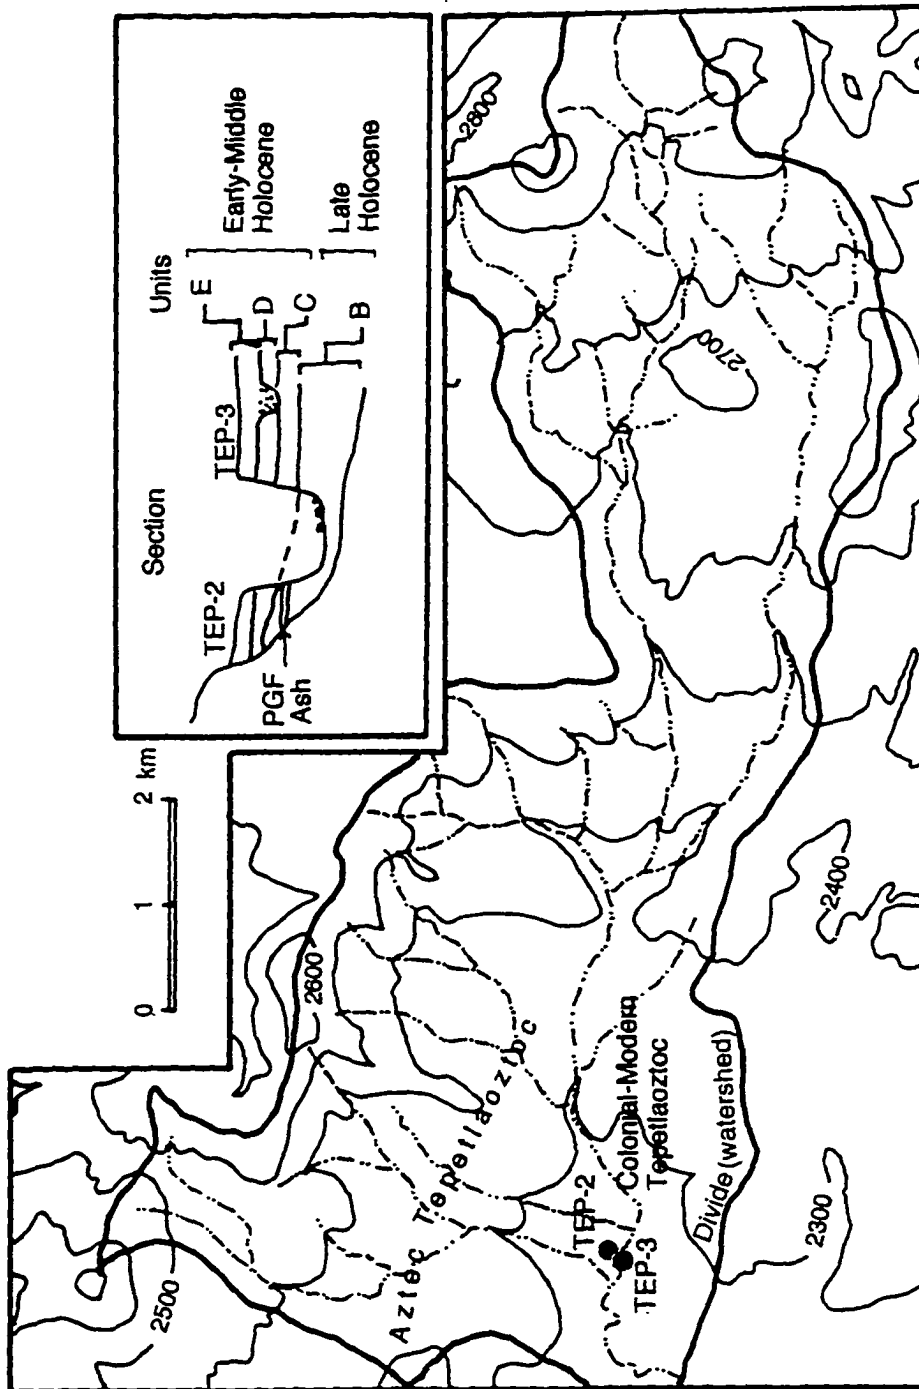 Section
Units
TEP-2
TEP-3
E
D
C
B
Early-Middle
Holocene
Late
Holocene
PGF
Ash
0 1 2 km
2800
2700
2600
2500
2400
2300
Aztec Tepetlaoztoc
Colonial-Modern
Tepetlaoztoc
TEP-2
TEP-3
Divide (watershed)